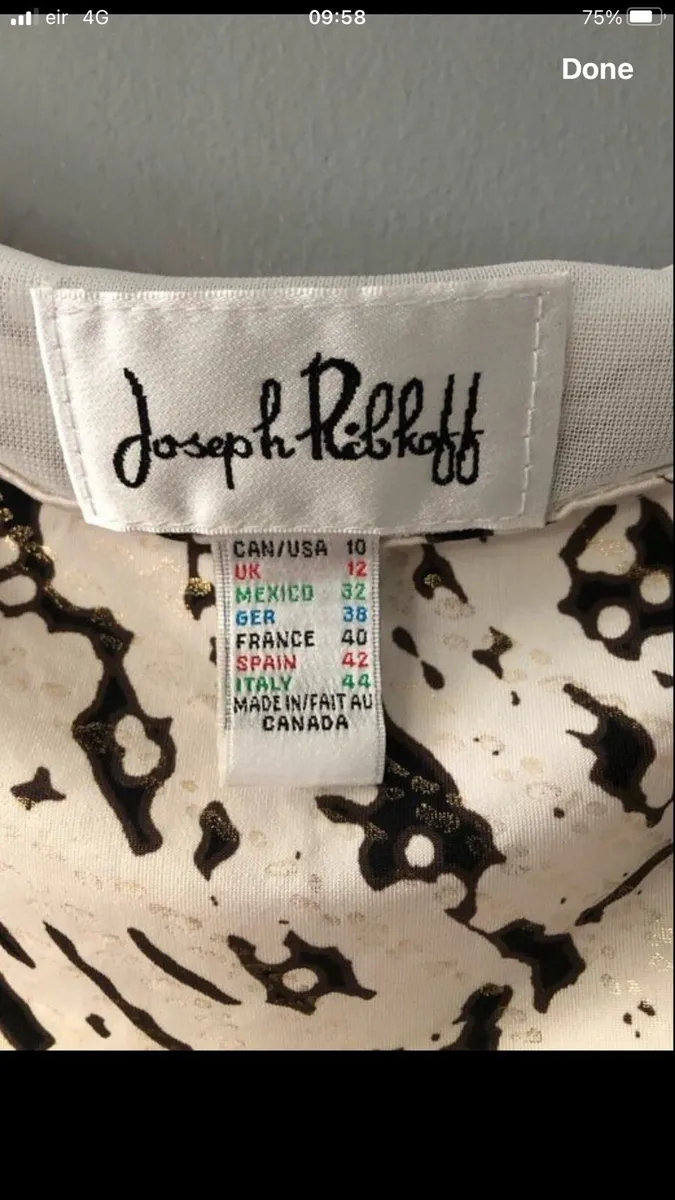 eir 4G 09:58 75%
Done
Joseph Ribkoff
CAN/USA 10
UK 12
MEXICO 32
GER 38
FRANCE 40
SPAIN 42
ITALY 44
MADE IN/FAIT AU
CANADA